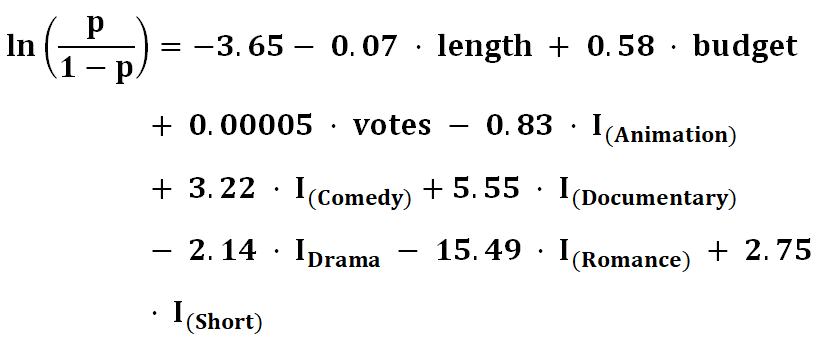 ln(p/(1 − p)) = −3.65 − 0.07 · length + 0.58 · budget
+ 0.00005 · votes − 0.83 · I(Animation)
+ 3.22 · I(Comedy) + 5.55 · I(Documentary)
− 2.14 · IDrama − 15.49 · I(Romance) + 2.75
· I(Short)